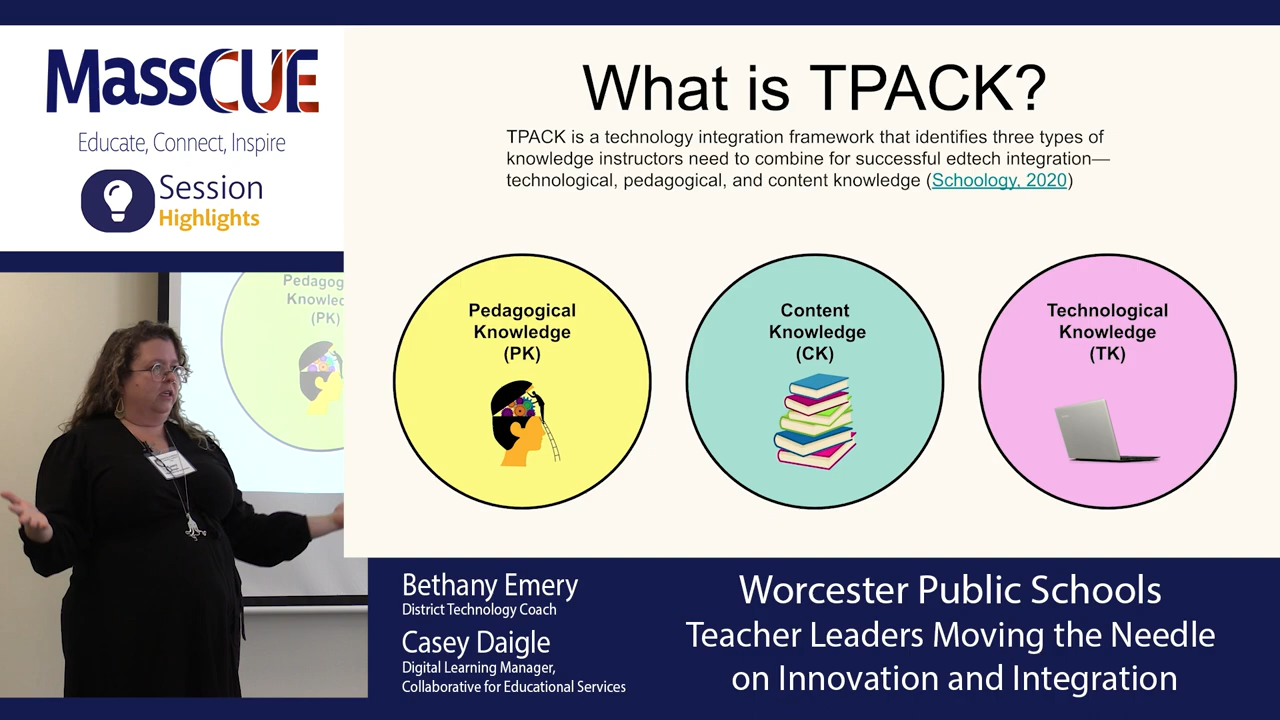 MassCUE
Educate, Connect, Inspire
Session
Highlights
What is TPACK?
TPACK is a technology integration framework that identifies three types of
knowledge instructors need to combine for successful edtech integration—
technological, pedagogical, and content knowledge (Schoology, 2020)
Pedagogical
Knowledge
(PK)
Content
Knowledge
(CK)
Technological
Knowledge
(TK)
Pedagog
Knowled
(PK)
Bethany Emery
District Technology Coach
Casey Daigle
Digital Learning Manager,
Collaborative for Educational Services
Worcester Public Schools
Teacher Leaders Moving the Needle
on Innovation and Integration